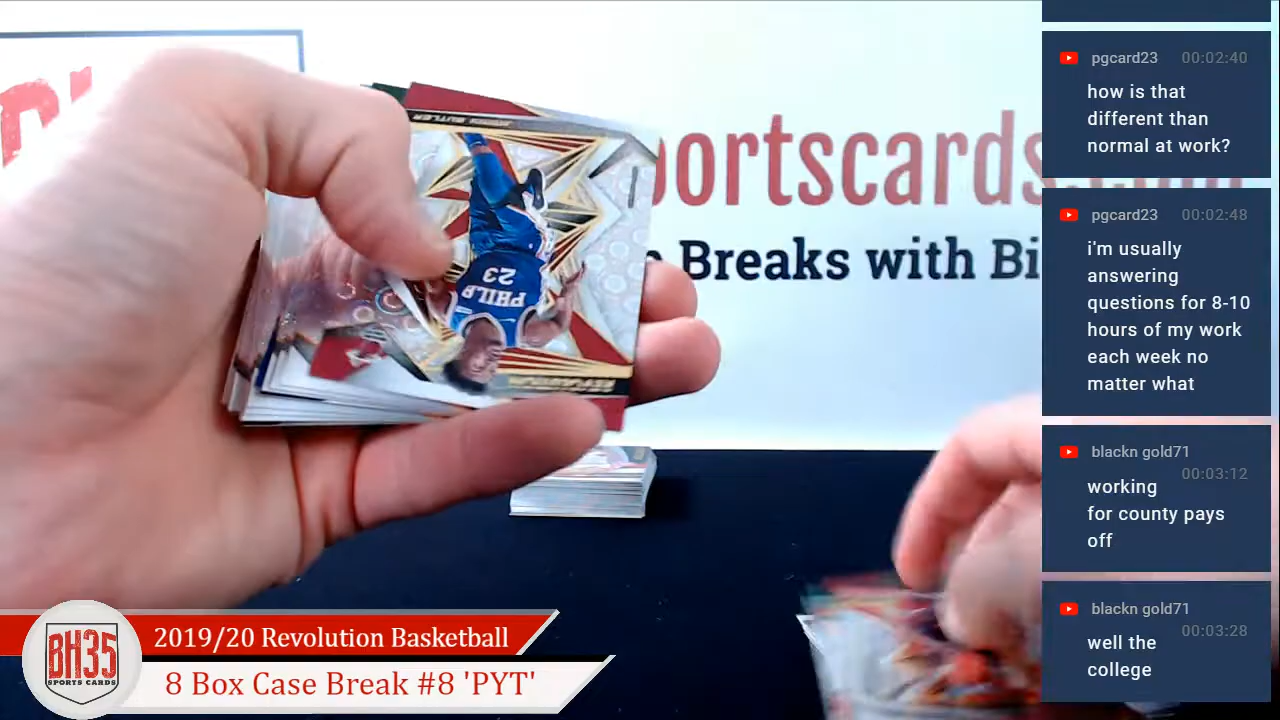 ortscards
Breaks with Bi
JIMMY BUTLER
PHILA
23
pgcard23 00:02:40
how is that
different than
normal at work?
pgcard23 00:02:48
i'm usually
answering
questions for 8-10
hours of my work
each week no
matter what
blackn gold71
00:03:12
working
for county pays
off
blackn gold71
00:03:28
well the
college
BH35
SPORTS CARDS
2019/20 Revolution Basketball
8 Box Case Break #8 'PYT'